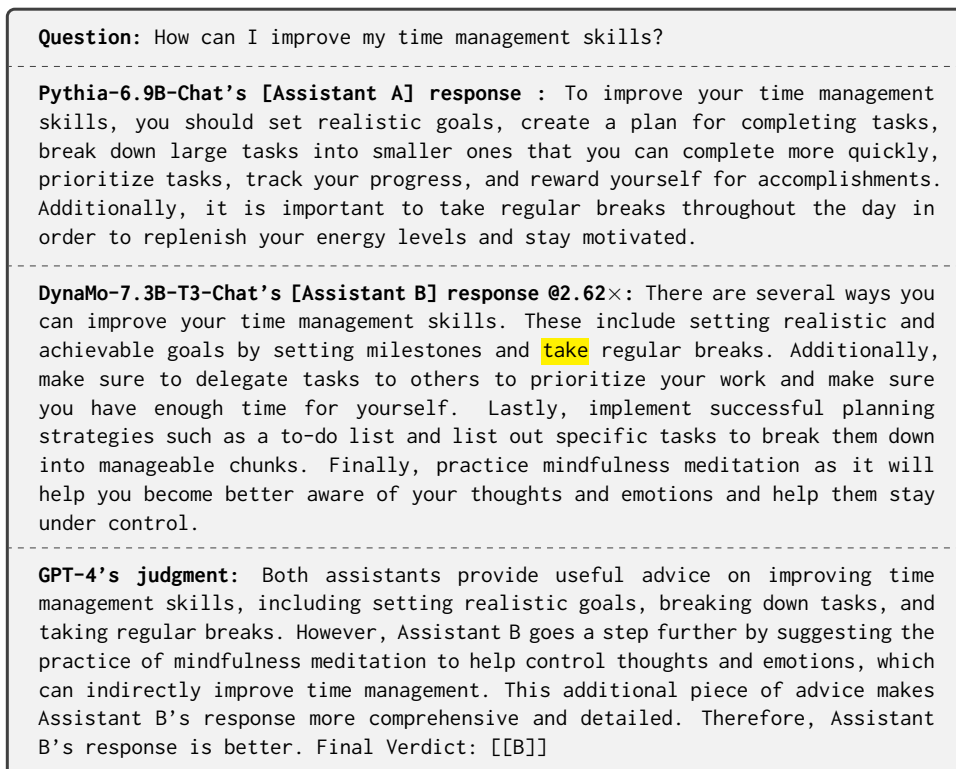 Question: How can I improve my time management skills?
Pythia-6.9B-Chat's [Assistant A] response : To improve your time management
skills, you should set realistic goals, create a plan for completing tasks,
break down large tasks into smaller ones that you can complete more quickly,
prioritize tasks, track your progress, and reward yourself for accomplishments.
Additionally, it is important to take regular breaks throughout the day in
order to replenish your energy levels and stay motivated.
DynaMo-7.3B-T3-Chat's [Assistant B] response @2.62×: There are several ways you
can improve your time management skills. These include setting realistic and
achievable goals by setting milestones and take regular breaks. Additionally,
make sure to delegate tasks to others to prioritize your work and make sure
you have enough time for yourself. Lastly, implement successful planning
strategies such as a to-do list and list out specific tasks to break them down
into manageable chunks. Finally, practice mindfulness meditation as it will
help you become better aware of your thoughts and emotions and help them stay
under control.
GPT-4's judgment: Both assistants provide useful advice on improving time
management skills, including setting realistic goals, breaking down tasks, and
taking regular breaks. However, Assistant B goes a step further by suggesting the
practice of mindfulness meditation to help control thoughts and emotions, which
can indirectly improve time management. This additional piece of advice makes
Assistant B's response more comprehensive and detailed. Therefore, Assistant
B's response is better. Final Verdict: [[B]]